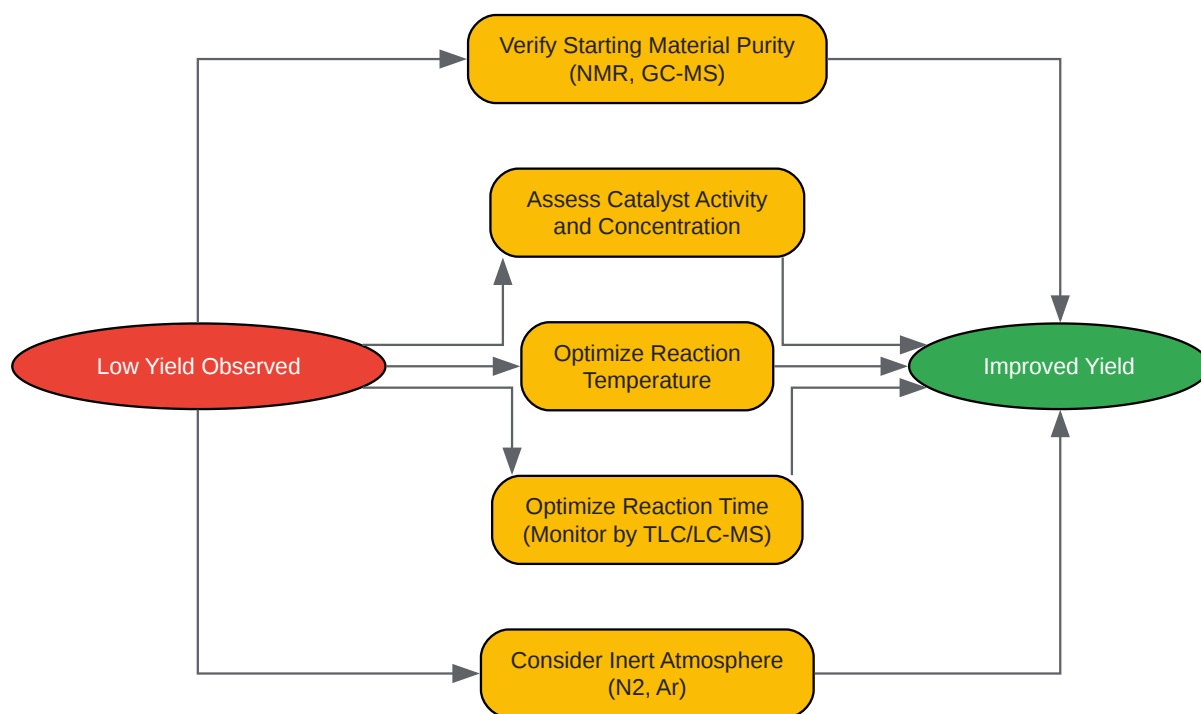 Verify Starting Material Purity
(NMR, GC-MS)
Assess Catalyst Activity
and Concentration
Low Yield Observed
Optimize Reaction
Temperature
Improved Yield
Optimize Reaction Time
(Monitor by TLC/LC-MS)
Consider Inert Atmosphere
(N2, Ar)